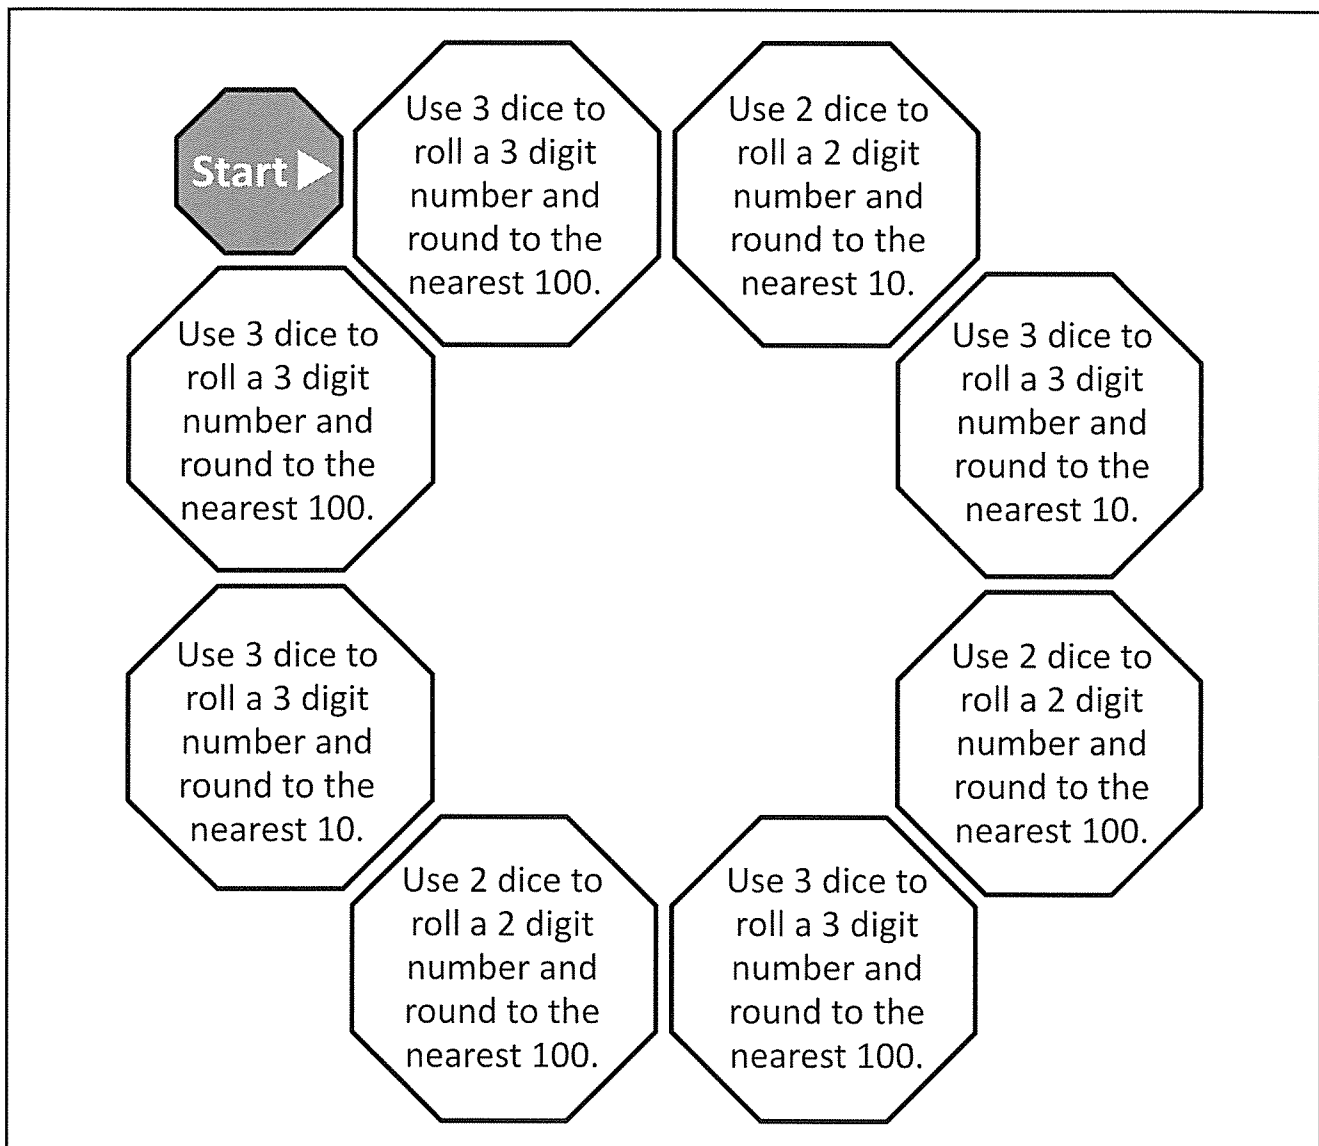 Start
Use 3 dice to
roll a 3 digit
number and
round to the
nearest 100.
Use 2 dice to
roll a 2 digit
number and
round to the
nearest 10.
Use 3 dice to
roll a 3 digit
number and
round to the
nearest 10.
Use 2 dice to
roll a 2 digit
number and
round to the
nearest 100.
Use 3 dice to
roll a 3 digit
number and
round to the
nearest 100.
Use 2 dice to
roll a 2 digit
number and
round to the
nearest 100.
Use 3 dice to
roll a 3 digit
number and
round to the
nearest 10.
Use 3 dice to
roll a 3 digit
number and
round to the
nearest 100.